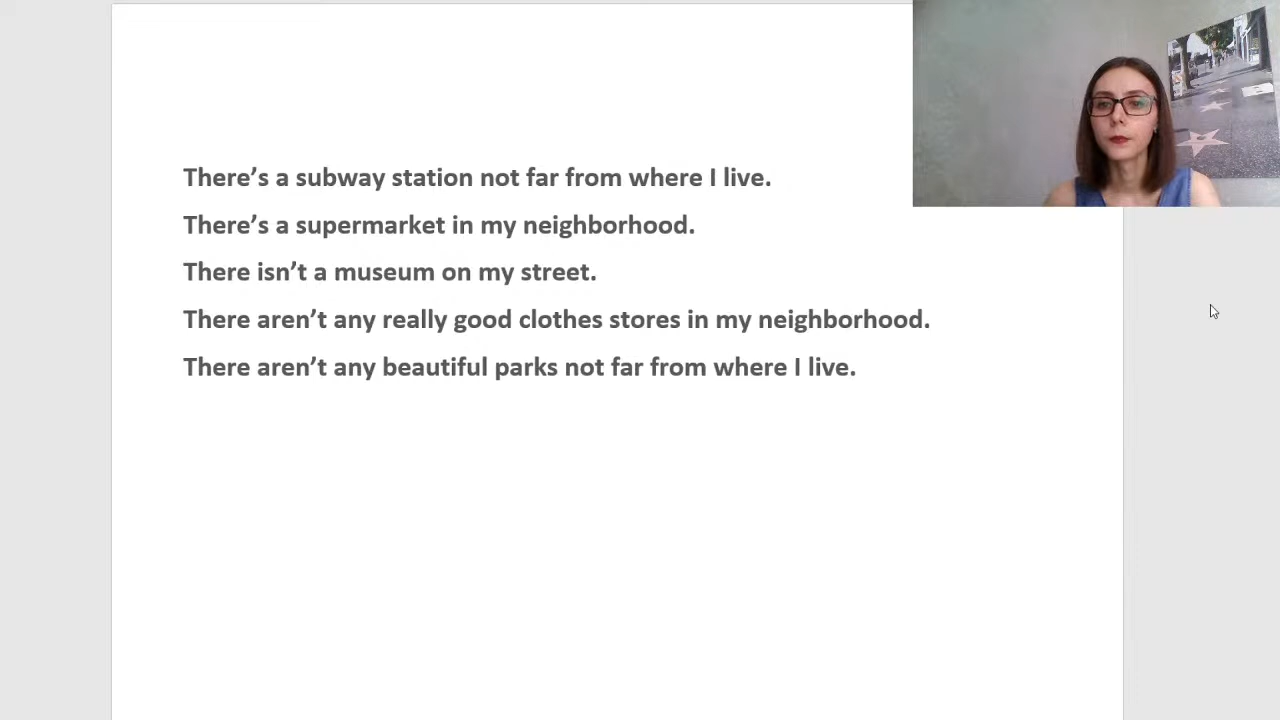 There’s a subway station not far from where I live.
There’s a supermarket in my neighborhood.
There isn’t a museum on my street.
There aren’t any really good clothes stores in my neighborhood.
There aren’t any beautiful parks not far from where I live.